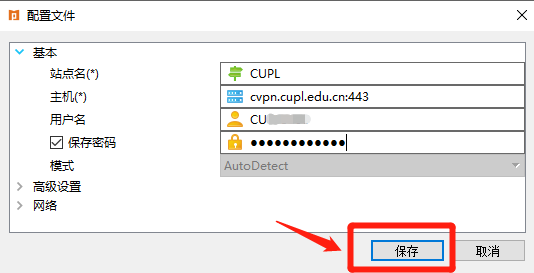 配置文件
基本
站点名(*) CUPL
主机(*) cvpn.cupl.edu.cn:443
用户名 CU
保存密码 ●●●●●●●●●●●●
模式 AutoDetect
高级设置
网络
保存 取消